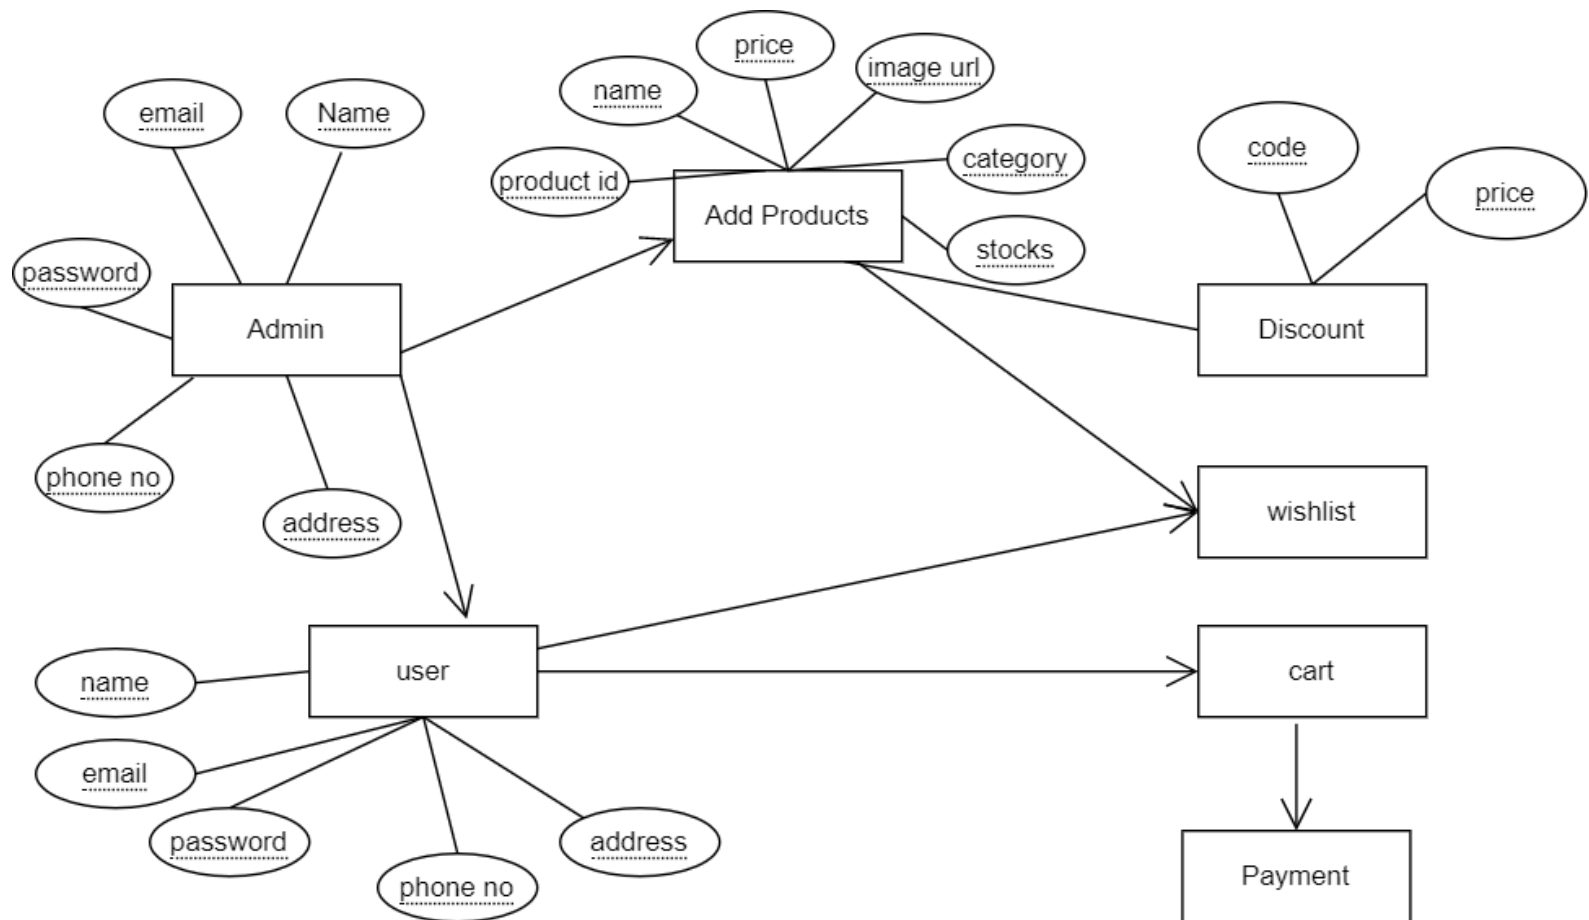 price
image url
name
email
Name
code
category
product id
price
Add Products
stocks
password
Admin
Discount
phone no
wishlist
address
user
cart
name
email
password
address
Payment
phone no